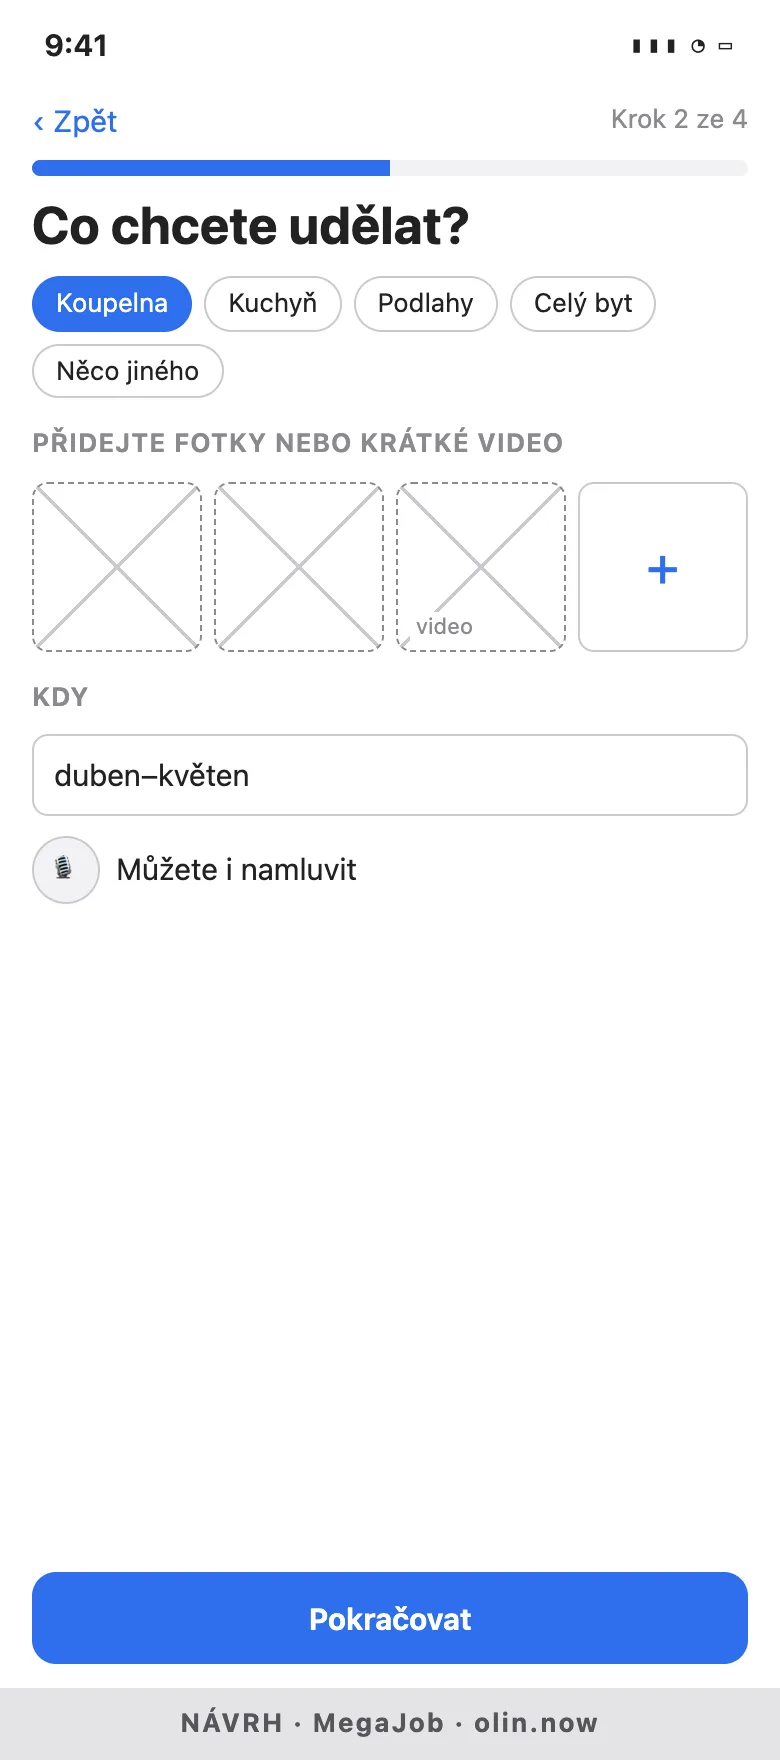 9:41
‹ Zpět
Krok 2 ze 4
Co chcete udělat?
Koupelna Kuchyň Podlahy Celý byt
Něco jiného
PŘIDEJTE FOTKY NEBO KRÁTKÉ VIDEO
video
+
KDY
duben–květen
Můžete i namluvit
Pokračovat
NÁVRH · MegaJob · olin.now